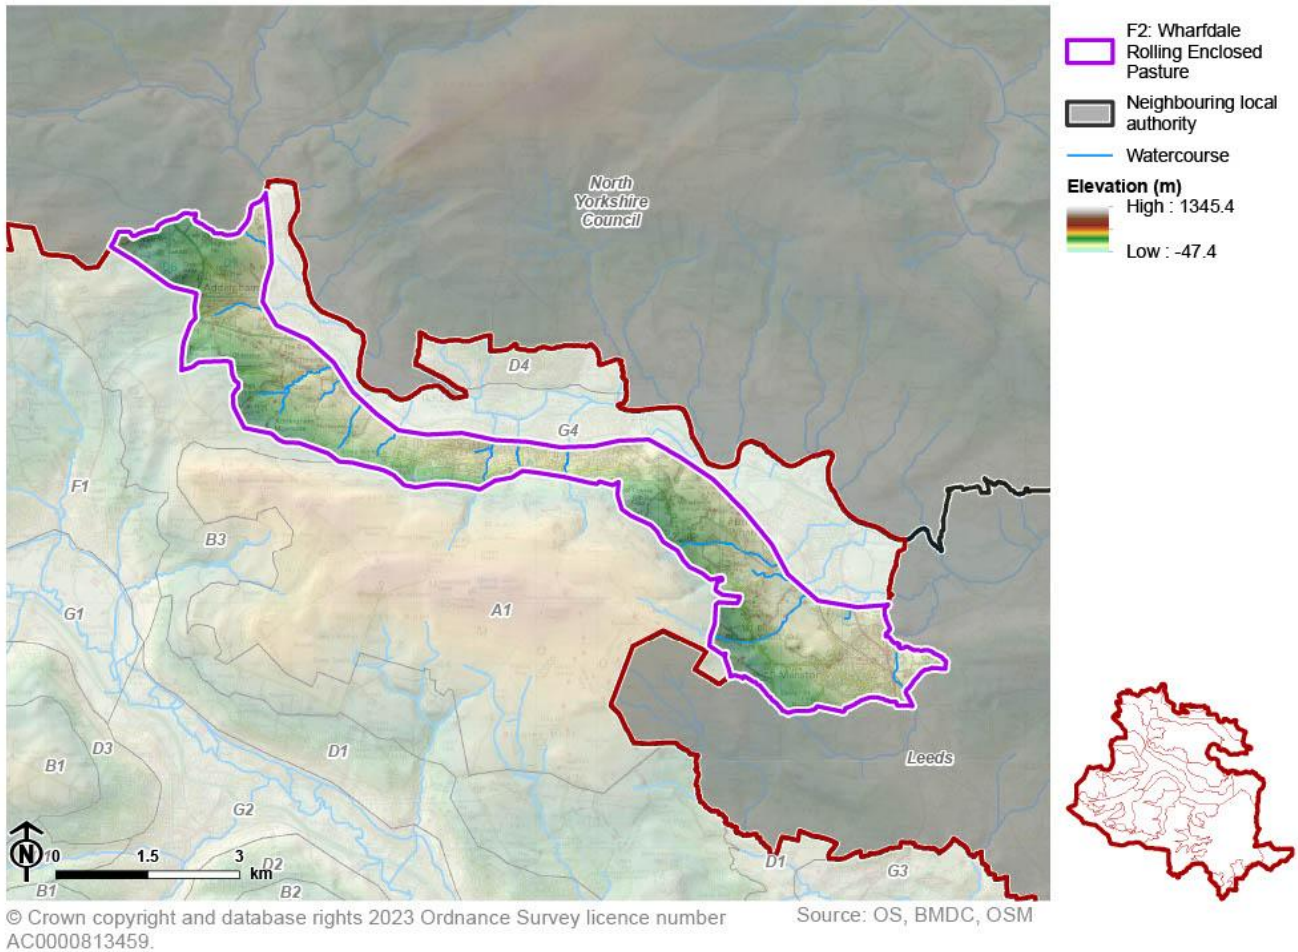 F2: Wharfdale
Rolling Enclosed
Pasture
Neighbouring local
authority
Watercourse
Elevation (m)
High : 1345.4
Low : -47.4
North
Yorkshire
Council
Addingham
D4
G4
F1
B3
G1
A1
Menston
D3
D1
B1
Leeds
G2
N
0
1.5
3
km
D2
B1
B2
D1
G3
© Crown copyright and database rights 2023 Ordnance Survey licence number
AC0000813459.
Source: OS, BMDC, OSM